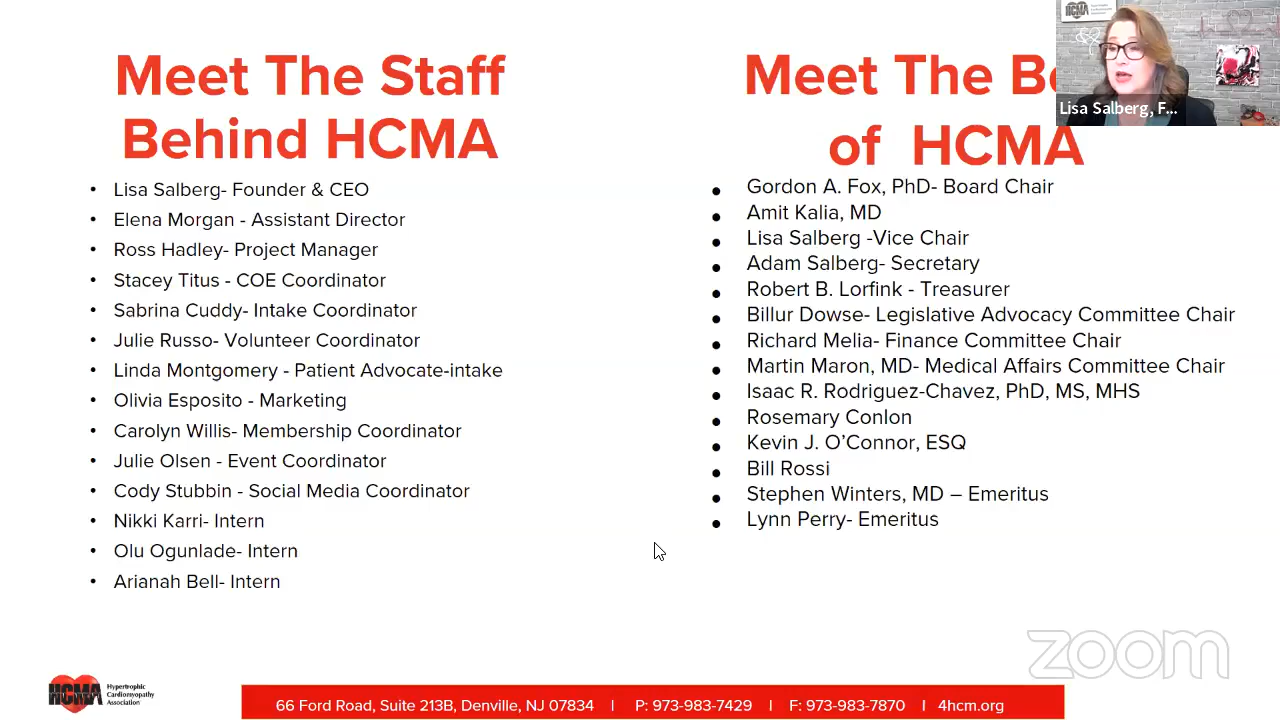 Meet The Staff
Behind HCMA
• Lisa Salberg- Founder & CEO
• Elena Morgan - Assistant Director
• Ross Hadley- Project Manager
• Stacey Titus - COE Coordinator
• Sabrina Cuddy- Intake Coordinator
• Julie Russo- Volunteer Coordinator
• Linda Montgomery - Patient Advocate-intake
• Olivia Esposito - Marketing
• Carolyn Willis- Membership Coordinator
• Julie Olsen - Event Coordinator
• Cody Stubbin - Social Media Coordinator
• Nikki Karri- Intern
• Olu Ogunlade- Intern
• Arianah Bell- Intern
Meet The
of HCMA
• Gordon A. Fox, PhD- Board Chair
• Amit Kalia, MD
• Lisa Salberg -Vice Chair
• Adam Salberg- Secretary
• Robert B. Lorfink - Treasurer
• Billur Dowse- Legislative Advocacy Committee Chair
• Richard Melia- Finance Committee Chair
• Martin Maron, MD- Medical Affairs Committee Chair
• Isaac R. Rodriguez-Chavez, PhD, MS, MHS
• Rosemary Conlon
• Kevin J. O’Connor, ESQ
• Bill Rossi
• Stephen Winters, MD – Emeritus
• Lynn Perry- Emeritus
HCMA
Lisa Salberg, F...
zoom
HCMA
Hypertrophic
Cardiomyopathy
Association
66 Ford Road, Suite 213B, Denville, NJ 07834 | P: 973-983-7429 | F: 973-983-7870 | 4hcm.org